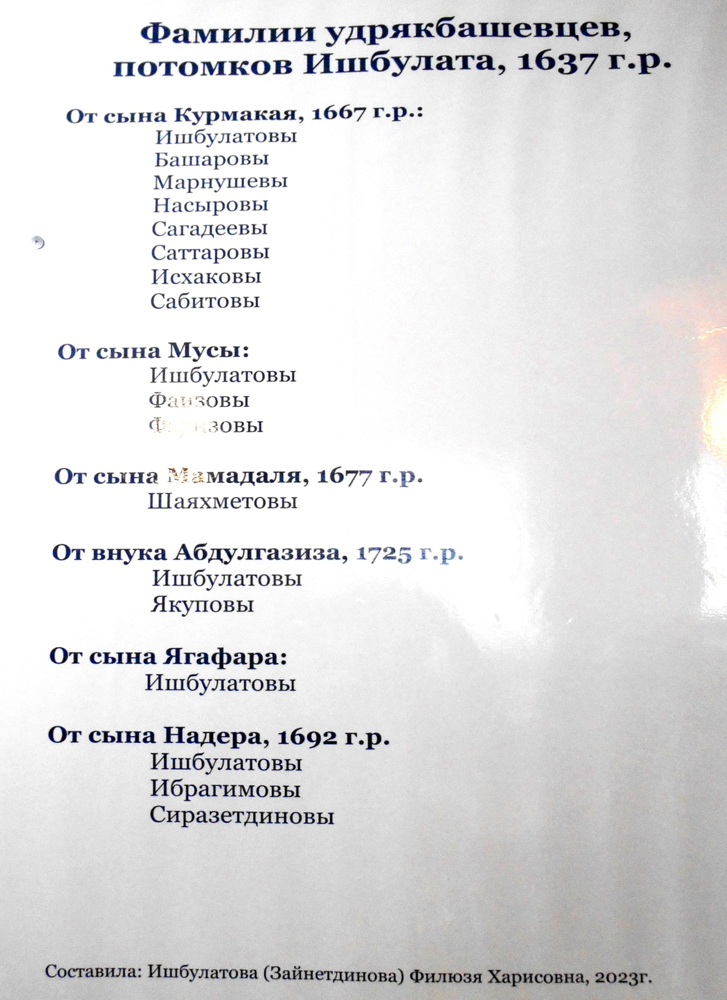 Фамилии удрякбашевцев,
потомков Ишбулата, 1637 г.р.
От сына Курмакая, 1667 г.р.:
Ишбулатовы
Башаровы
Марнушевы
Насыровы
Сагадеевы
Саттаровы
Исхаковы
Сабитовы
От сына Мусы:
Ишбулатовы
Фаизовы
От сына Мамадаля, 1677 г.р.
Шаяхметовы
От внука Абдулгазиза, 1725 г.р.
Ишбулатовы
Якуповы
От сына Ягафара:
Ишбулатовы
От сына Надера, 1692 г.р.
Ишбулатовы
Ибрагимовы
Сиразетдиновы
Составила: Ишбулатова (Зайнетдинова) Филюзя Харисовна, 2023г.